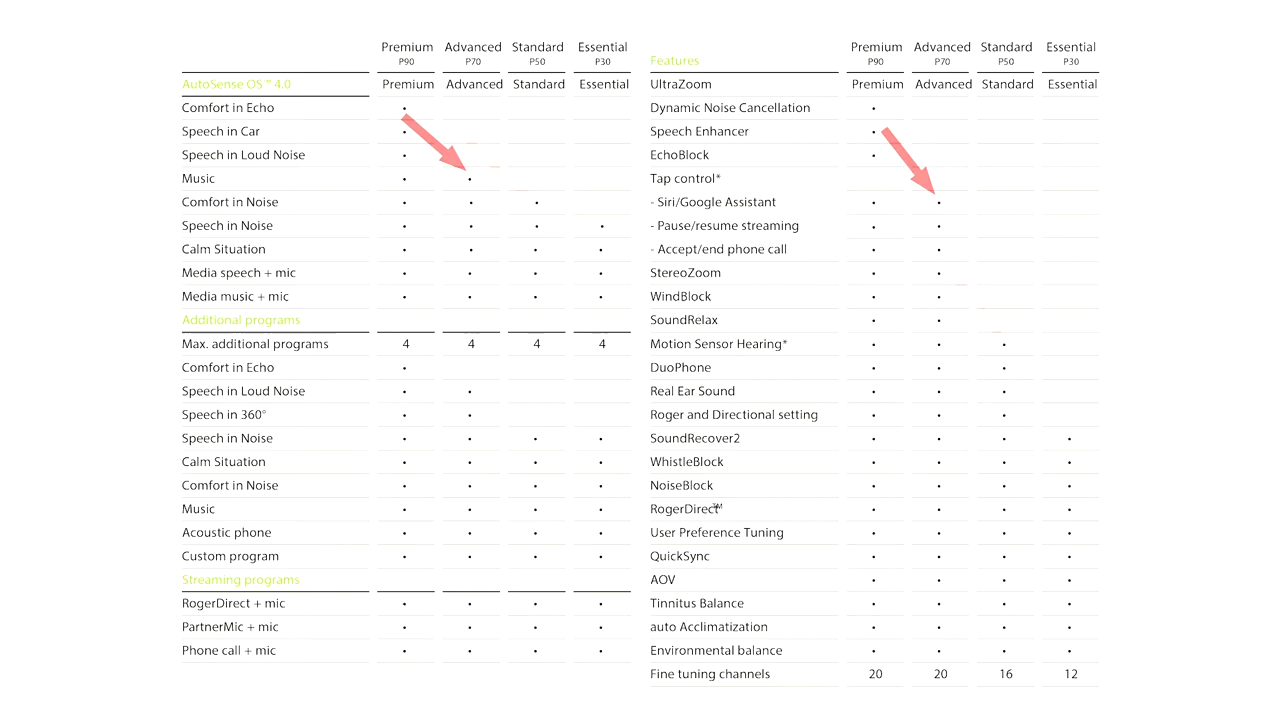 Premium Advanced Standard Essential
P90 P70 P50 P30
AutoSense OS™ 4.0 Premium Advanced Standard Essential
Comfort in Echo •
Speech in Car •
Speech in Loud Noise •
Music • •
Comfort in Noise • • •
Speech in Noise • • • •
Calm Situation • • • •
Media speech + mic • • • •
Media music + mic • • • •
Additional programs
Max. additional programs 4 4 4 4
Comfort in Echo •
Speech in Loud Noise • •
Speech in 360° • •
Speech in Noise • • • •
Calm Situation • • • •
Comfort in Noise • • • •
Music • • • •
Acoustic phone • • • •
Custom program • • • •
Streaming programs
RogerDirect + mic • • • •
PartnerMic + mic • • • •
Phone call + mic • • • •
Premium Advanced Standard Essential
Features P90 P70 P50 P30
UltraZoom Premium Advanced Standard Essential
Dynamic Noise Cancellation •
Speech Enhancer •
EchoBlock •
Tap control*
- Siri/Google Assistant • •
- Pause/resume streaming • •
- Accept/end phone call • •
StereoZoom • •
WindBlock • •
SoundRelax • •
Motion Sensor Hearing* • • •
DuoPhone • • •
Real Ear Sound • • •
Roger and Directional setting • • •
SoundRecover2 • • • •
WhistleBlock • • • •
NoiseBlock • • • •
RogerDirect™ • • • •
User Preference Tuning • • • •
QuickSync • • • •
AOV • • • •
Tinnitus Balance • • • •
auto Acclimatization • • • •
Environmental balance • • • •
Fine tuning channels 20 20 16 12